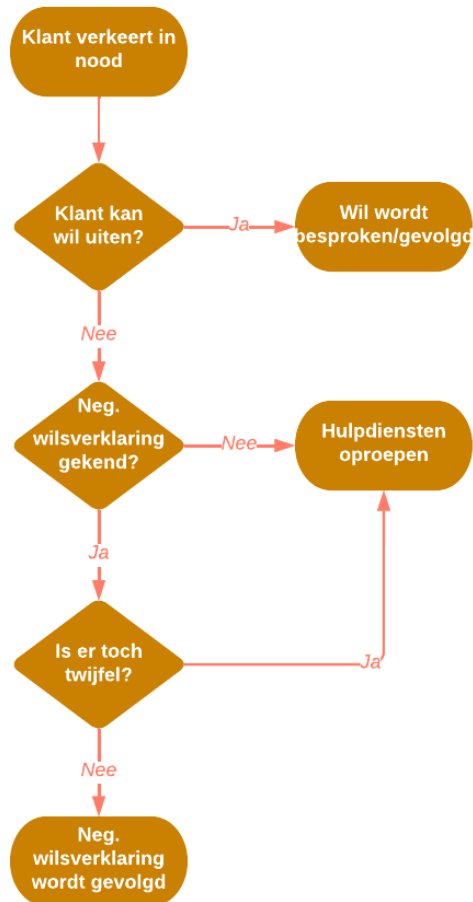 Klant verkeert in
nood
Klant kan
wil uiten?
Ja
Wil wordt
besproken/gevolgd
Nee
Neg.
wilsverklaring
gekend?
Nee
Hulpdiensten
oproepen
Ja
Is er toch
twijfel?
Ja
Nee
Neg.
wilsverklaring
wordt gevolgd